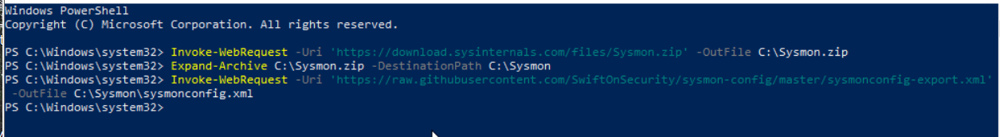 Windows PowerShell
Copyright (C) Microsoft Corporation. All rights reserved.
PS C:\Windows\system32> Invoke-WebRequest -Uri 'https://download.sysinternals.com/files/Sysmon.zip' -OutFile C:\Sysmon.zip
PS C:\Windows\system32> Expand-Archive C:\Sysmon.zip -DestinationPath C:\Sysmon
PS C:\Windows\system32> Invoke-WebRequest -Uri 'https://raw.githubusercontent.com/SwiftOnSecurity/sysmon-config/master/sysmonconfig-export.xml'
-OutFile C:\Sysmon\sysmonconfig.xml
PS C:\Windows\system32>